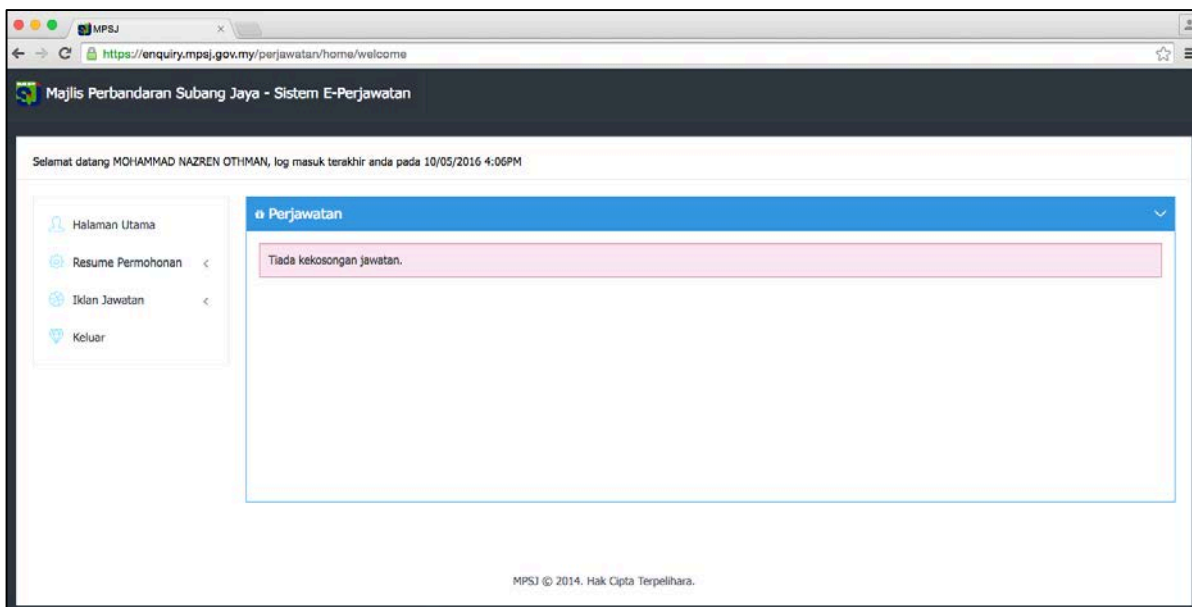 MPSJ
https://enquiry.mpsj.gov.my/perjawatan/home/welcome
Majlis Perbandaran Subang Jaya - Sistem E-Perjawatan
Selamat datang MOHAMMAD NAZREN OTHMAN, log masuk terakhir anda pada 10/05/2016 4:06PM
Halaman Utama
Resume Permohonan
Iklan Jawatan
Keluar
Perjawatan
Tiada kekosongan jawatan.
MPSJ © 2014. Hak Cipta Terpelihara.